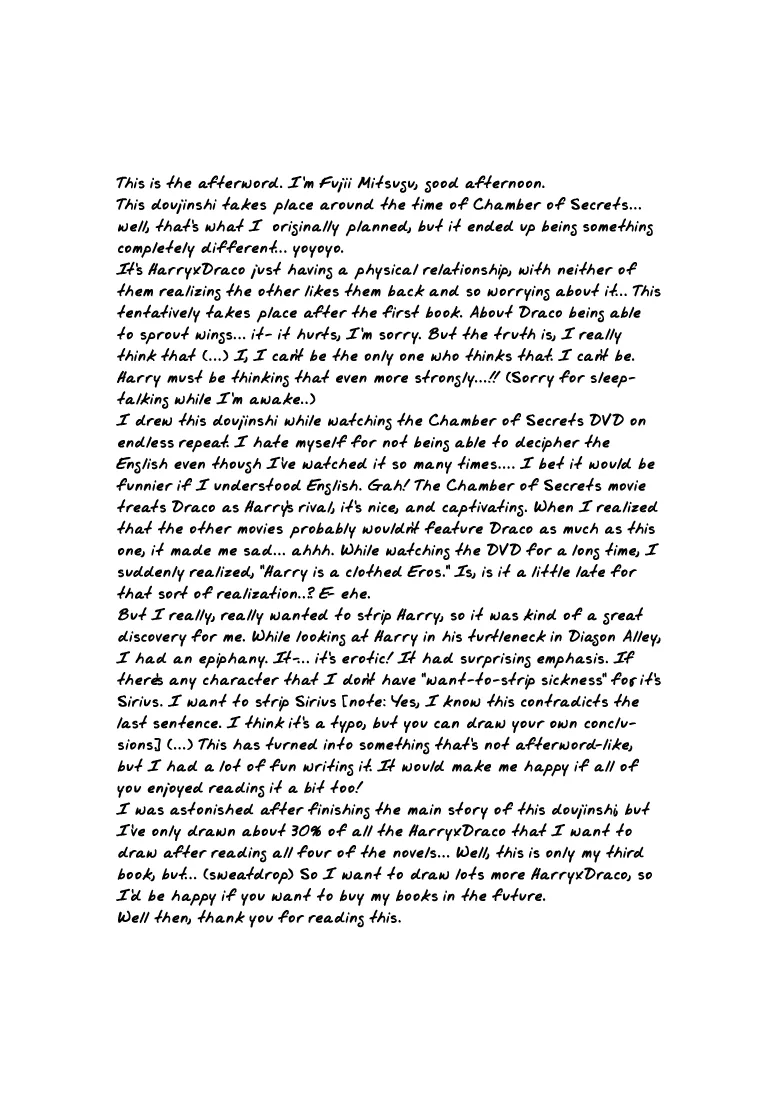 This is the afterword. I'm Fujii Mitsugu, good afternoon.
This doujinshi takes place around the time of Chamber of Secrets...
well, that's what I originally planned, but it ended up being something
completely different... yoyoyo.
It's HarryxDraco just having a physical relationship, with neither of
them realizing the other likes them back and so worrying about it... This
tentatively takes place after the first book. About Draco being able
to sprout wings... it- it hurts, I'm sorry. But the truth is, I really
think that (...) I, I can't be the only one who thinks that. I can't be.
Harry must be thinking that even more strongly...!! (Sorry for sleep-
talking while I'm awake..)
I drew this doujinshi while watching the Chamber of Secrets DVD on
endless repeat. I hate myself for not being able to decipher the
English even though I've watched it so many times.... I bet it would be
funnier if I understood English. Gah! The Chamber of Secrets movie
treats Draco as Harry's rival, it's nice, and captivating. When I realized
that the other movies probably wouldn't feature Draco as much as this
one, it made me sad... ahhh. While watching the DVD for a long time, I
suddenly realized, "Harry is a clothed Eros." Is, is it a little late for
that sort of realization..? E- ehe.
But I really, really wanted to strip Harry, so it was kind of a great
discovery for me. While looking at Harry in his turtleneck in Diagon Alley,
I had an epiphany. It-... it's erotic! It had surprising emphasis. If
there's any character that I don't have "want-to-strip sickness" for, it's
Sirius. I want to strip Sirius [note: Yes, I know this contradicts the
last sentence. I think it's a typo, but you can draw your own conclu-
sions] (...) This has turned into something that's not afterword-like,
but I had a lot of fun writing it. It would make me happy if all of
you enjoyed reading it a bit too!
I was astonished after finishing the main story of this doujinshi, but
I've only drawn about 30% of all the HarryxDraco that I want to
draw after reading all four of the novels... Well, this is only my third
book, but... (sweatdrop) So I want to draw lots more HarryxDraco, so
I'd be happy if you want to buy my books in the future.
Well then, thank you for reading this.